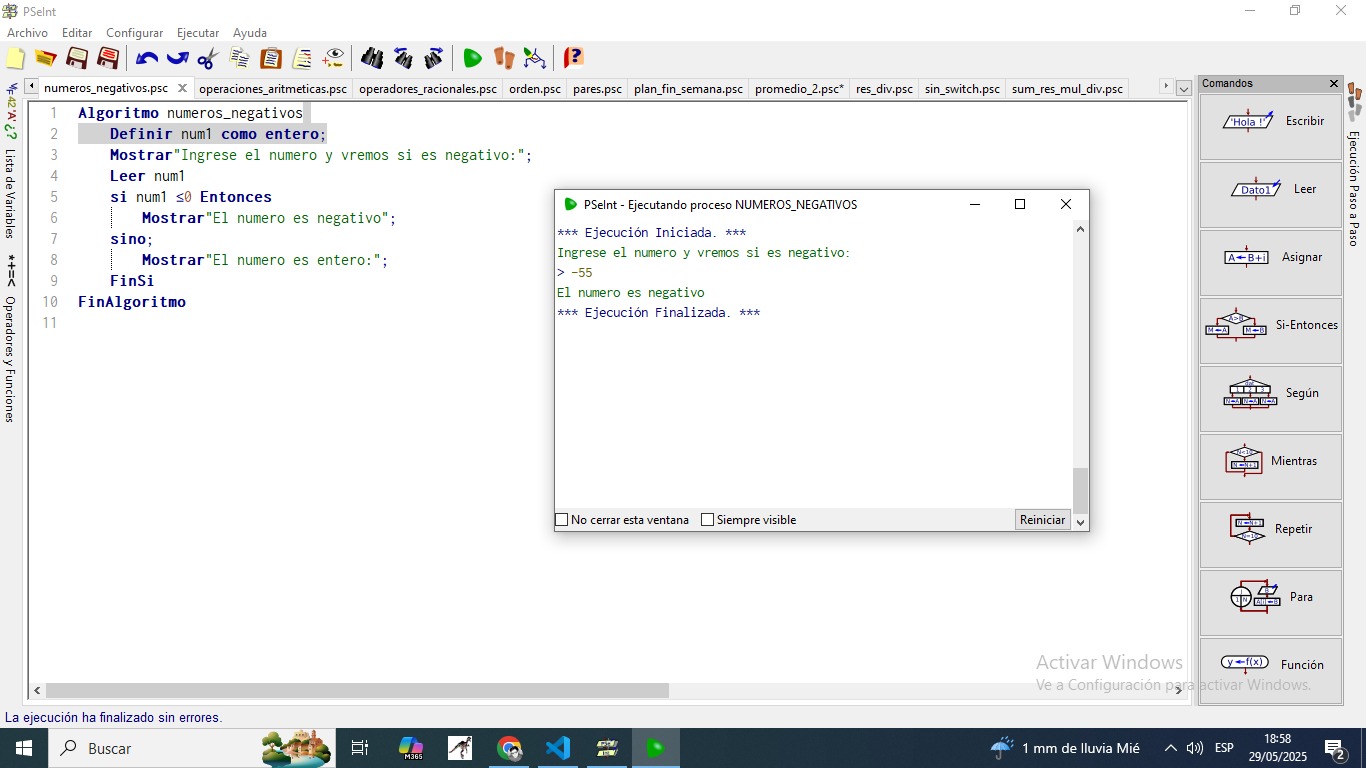 PSeInt
Archivo Editar Configurar Ejecutar Ayuda
numeros_negativos.psc operaciones_aritmeticas.psc operadores_racionales.psc orden.psc pares.psc plan_fin_semana.psc promedio_2.psc* res_div.psc sin_switch.psc sum_res_mul_div.psc
Lista de Variables
*+=< Operadores y Funciones
1 Algoritmo numeros_negativos
2 Definir num1 como entero;
3 Mostrar"Ingrese el numero y vremos si es negativo:";
4 Leer num1
5 si num1 ≤0 Entonces
6 Mostrar"El numero es negativo";
7 sino;
8 Mostrar"El numero es entero:";
9 FinSi
10 FinAlgoritmo
11
PSeInt - Ejecutando proceso NUMEROS_NEGATIVOS
*** Ejecución Iniciada. ***
Ingrese el numero y vremos si es negativo:
> -55
El numero es negativo
*** Ejecución Finalizada. ***
No cerrar esta ventana Siempre visible Reiniciar
Comandos
'Hola !' Escribir
Dato1 Leer
A←B+i Asignar
A>B M←A M←B Si-Entonces
Según
Mientras
Repetir
Para
y←f(x) Función
Ejecución Paso a Paso
Activar Windows
Ve a Configuración para activar Windows.
La ejecución ha finalizado sin errores.
Buscar
M365
1 mm de lluvia Mié
ESP
18:58
29/05/2025
2